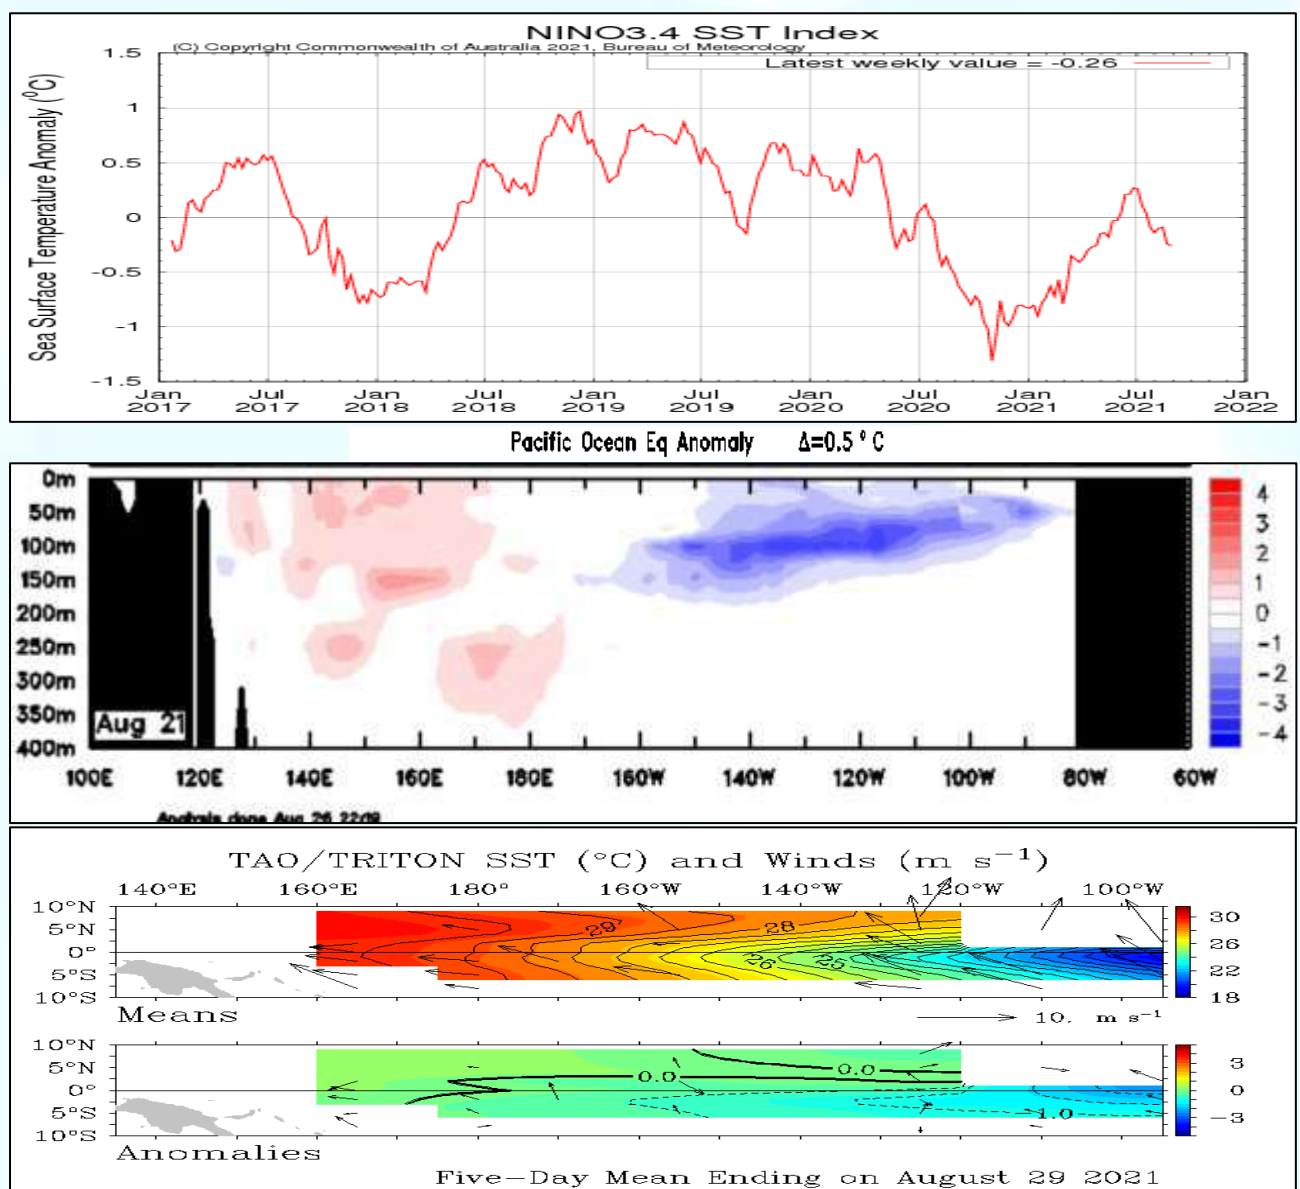 NINO3.4 SST Index
(C) Copyright Commonwealth of Australia 2021, Bureau of Meteorology
Latest weekly value = -0.26
Sea Surface Temperature Anomaly (⁰C)
1.5
1
0.5
0
-0.5
-1
-1.5
Jan Jul Jan Jul Jan Jul Jan Jul Jan Jul Jan
2017 2017 2018 2018 2019 2019 2020 2020 2021 2021 2022
Pacific Ocean Eq Anomaly Δ=0.5 °C
0m
50m
100m
150m
200m
250m
300m
350m
400m
Aug 21
4
3
2
1
0
-1
-2
-3
-4
100E 120E 140E 160E 180E 160W 140W 120W 100W 80W 60W
Analysis done Aug 26
TAO/TRITON SST (°C) and Winds (m s⁻¹)
140°E 160°E 180° 160°W 140°W 120°W 100°W
10°N
5°N
0°
5°S
10°S
29
28
26
25
30
26
22
18
Means
10. m s⁻¹
10°N
5°N
0°
5°S
10°S
0.0
0.0
-1.0
3
0
-3
Anomalies
Five-Day Mean Ending on August 29 2021